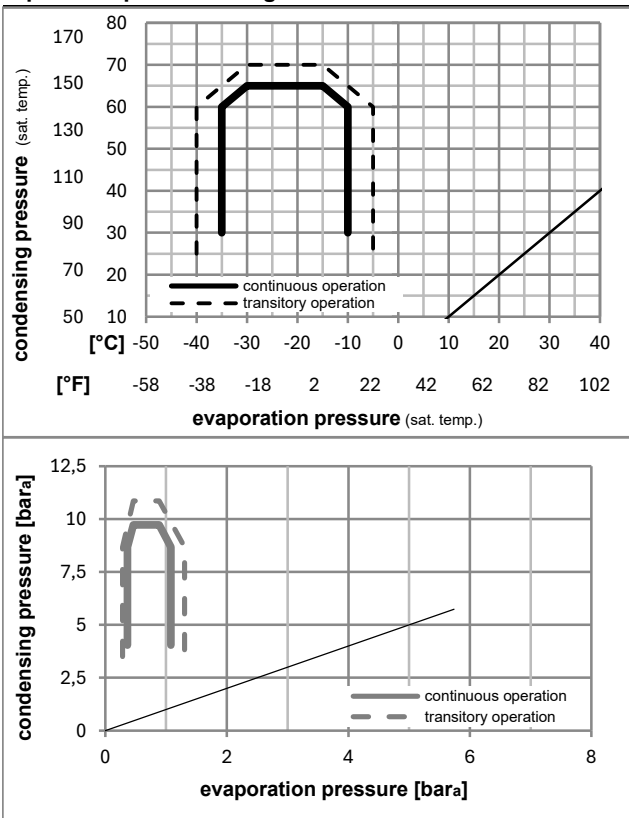 170 80
70
150 60
130 50
110 40
90 30
70 20
50 10
condensing pressure (sat. temp.)
continuous operation
transitory operation
[°C] -50 -40 -30 -20 -10 0 10 20 30 40
[°F] -58 -38 -18 2 22 42 62 82 102
evaporation pressure (sat. temp.)
12,5
10
7,5
5
2,5
0
condensing pressure [bara]
continuous operation
transitory operation
0 2 4 6 8
evaporation pressure [bara]